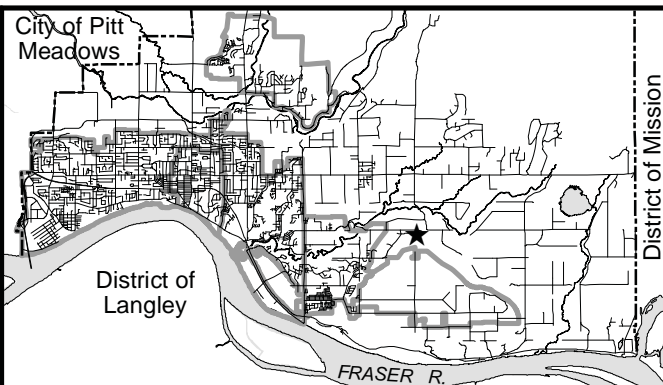 City of Pitt
Meadows
District of Mission
District of
Langley
FRASER R.